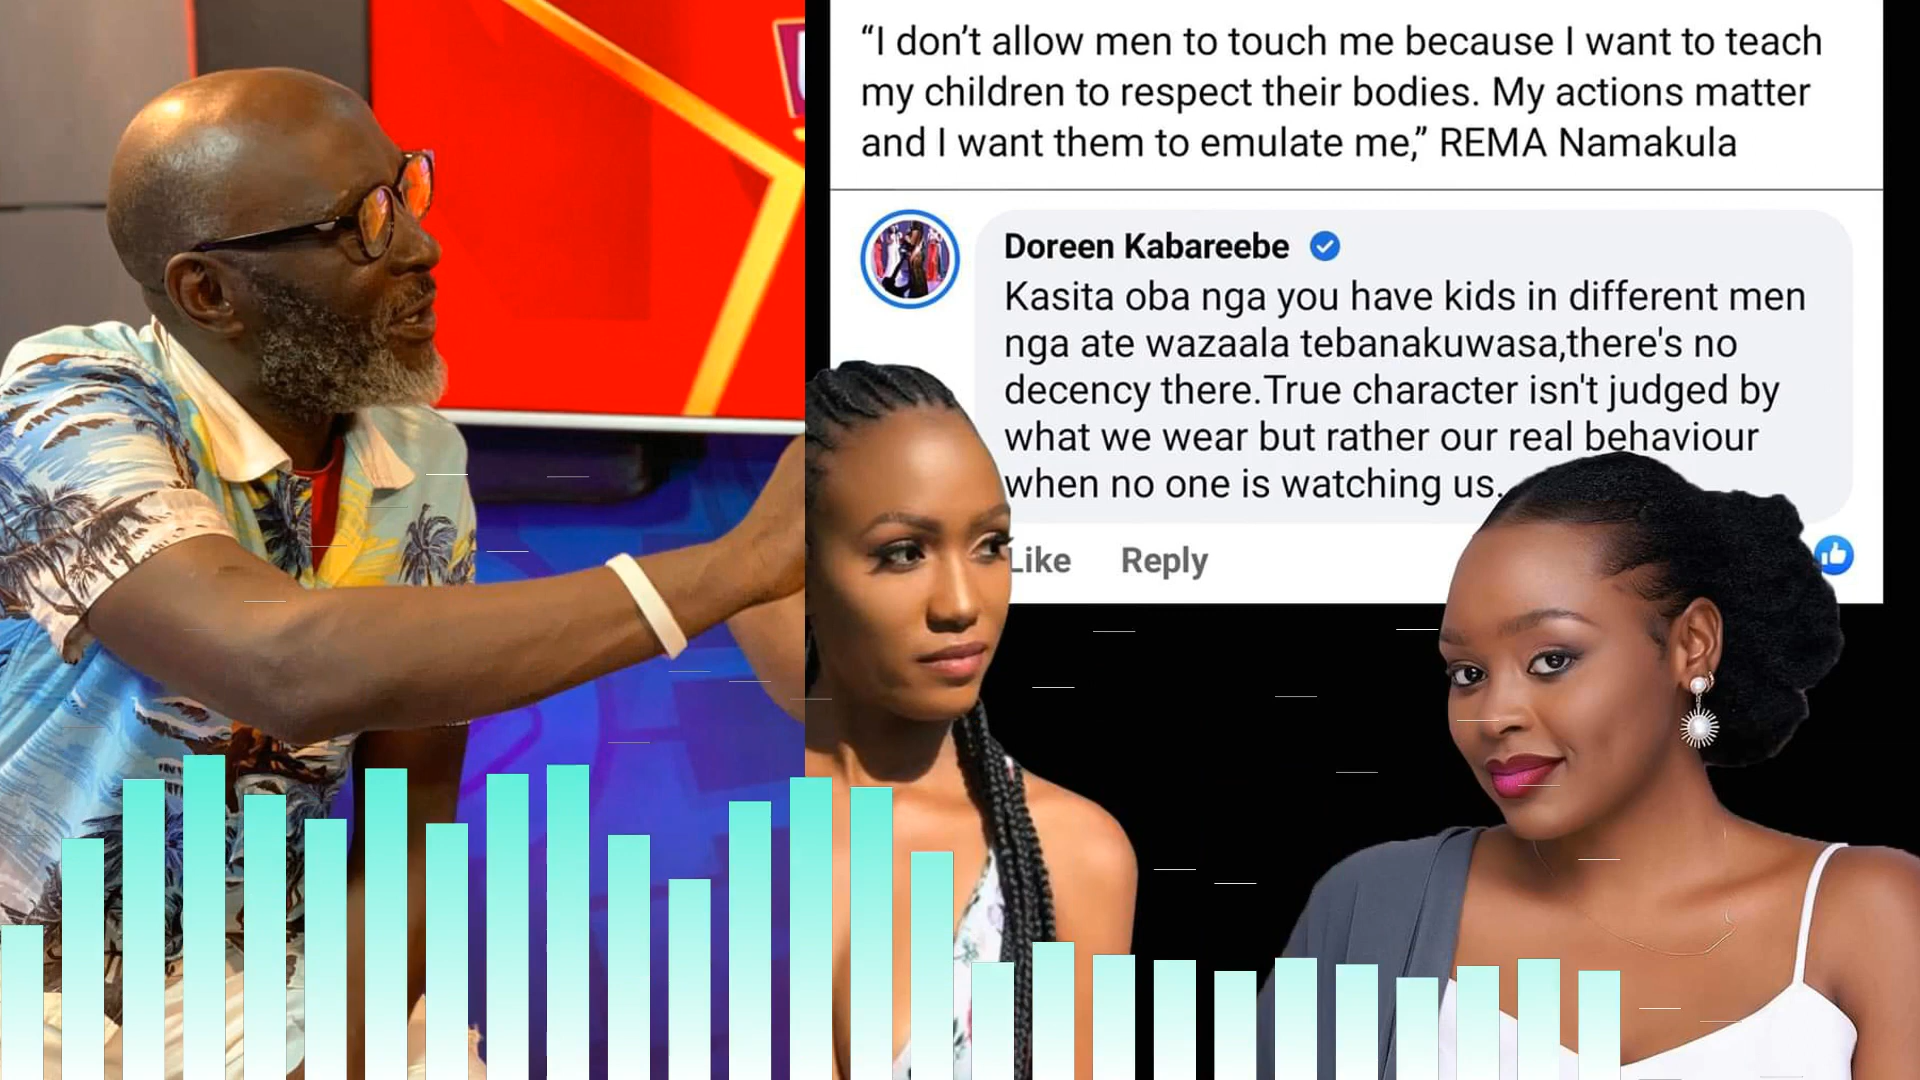 “I don’t allow men to touch me because I want to teach
my children to respect their bodies. My actions matter
and I want them to emulate me,” REMA Namakula
Doreen Kabareebe
Kasita oba nga you have kids in different men
nga ate wazaala tebanakuwasa,there's no
decency there.True character isn't judged by
what we wear but rather our real behaviour
when no one is watching us.
Like Reply